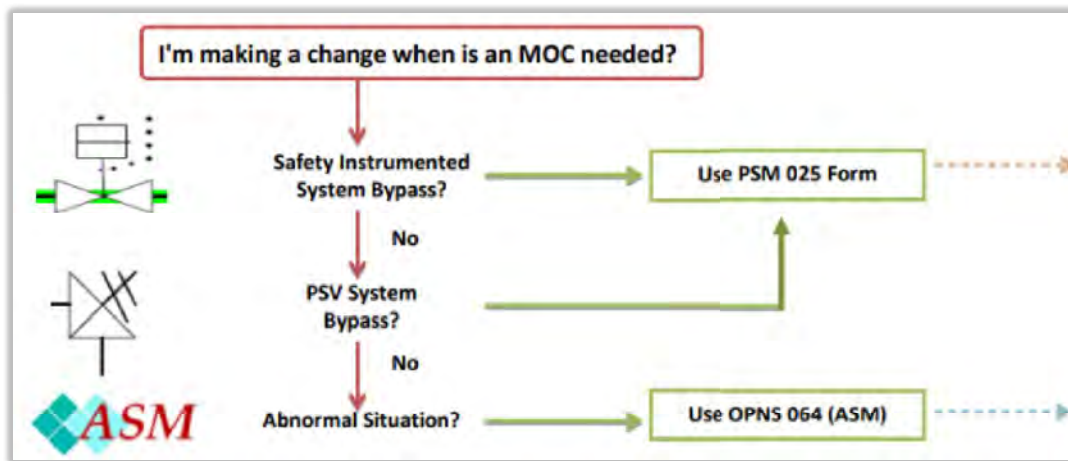 I'm making a change when is an MOC needed?
Safety Instrumented
System Bypass?
Use PSM 025 Form
No
PSV System
Bypass?
No
ASM
Abnormal Situation?
Use OPNS 064 (ASM)